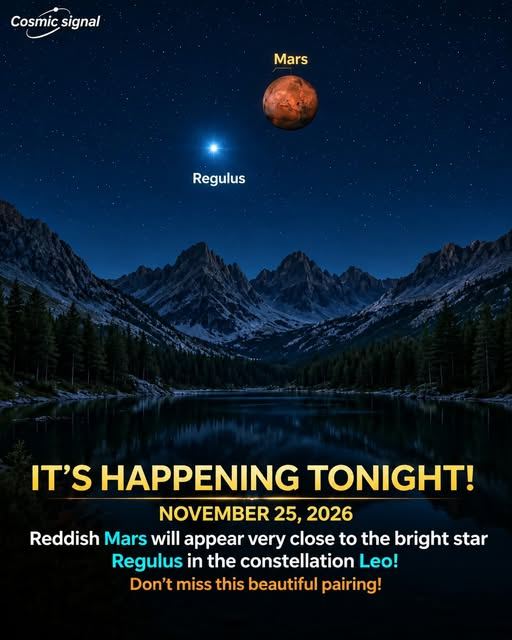 Cosmic signal
Mars
Regulus
IT'S HAPPENING TONIGHT!
NOVEMBER 25, 2026
Reddish Mars will appear very close to the bright star
Regulus in the constellation Leo!
Don't miss this beautiful pairing!